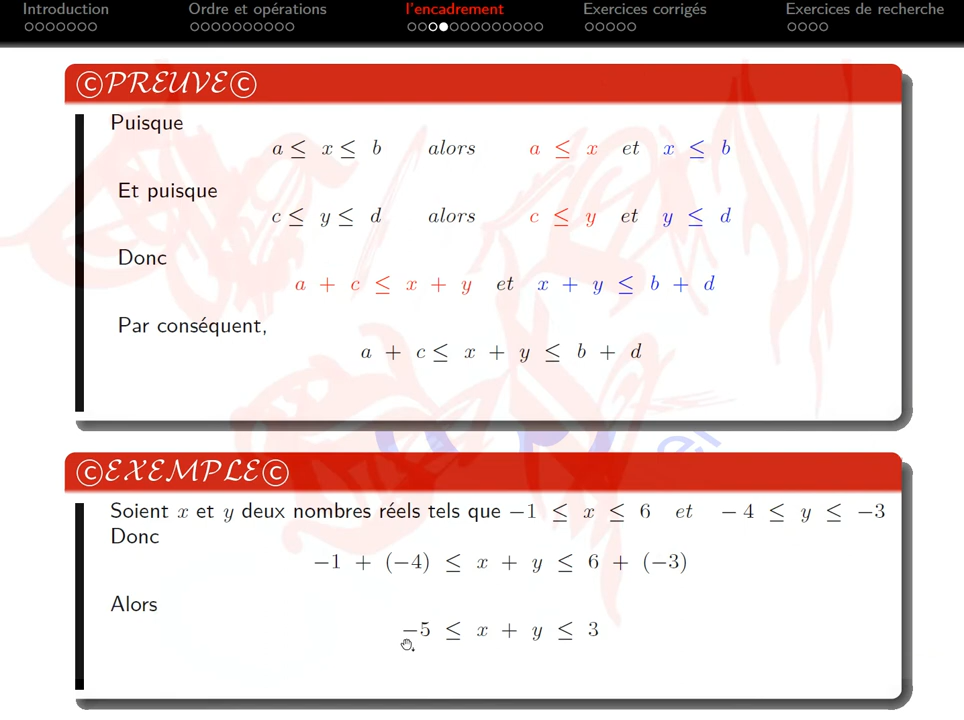 Introduction Ordre et opérations l'encadrement Exercices corrigés Exercices de recherche
©PREUVE©
Puisque
a ≤ x ≤ b alors a ≤ x et x ≤ b
Et puisque
c ≤ y ≤ d alors c ≤ y et y ≤ d
Donc
a + c ≤ x + y et x + y ≤ b + d
Par conséquent,
a + c ≤ x + y ≤ b + d
©EXEMPLE©
Soient x et y deux nombres réels tels que −1 ≤ x ≤ 6 et − 4 ≤ y ≤ −3
Donc
−1 + (−4) ≤ x + y ≤ 6 + (−3)
Alors
−5 ≤ x + y ≤ 3